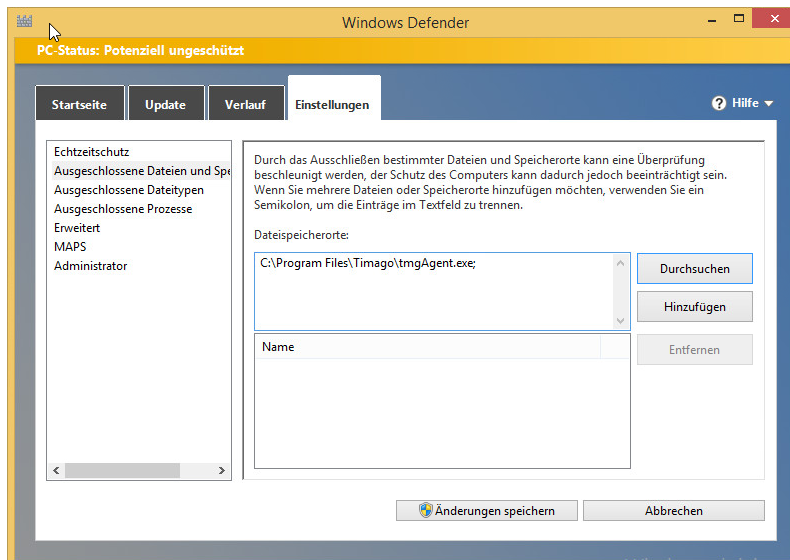 Windows Defender
PC-Status: Potenziell ungeschützt
Startseite
Update
Verlauf
Einstellungen
? Hilfe
Echtzeitschutz
Ausgeschlossene Dateien und Spe
Ausgeschlossene Dateitypen
Ausgeschlossene Prozesse
Erweitert
MAPS
Administrator
Durch das Ausschließen bestimmter Dateien und Speicherorte kann eine Überprüfung
beschleunigt werden, der Schutz des Computers kann dadurch jedoch beeinträchtigt sein.
Wenn Sie mehrere Dateien oder Speicherorte hinzufügen möchten, verwenden Sie ein
Semikolon, um die Einträge im Textfeld zu trennen.
Dateispeicherorte:
C:\Program Files\Timago\tmgAgent.exe;
Durchsuchen
Hinzufügen
Name
Entfernen
Änderungen speichern
Abbrechen